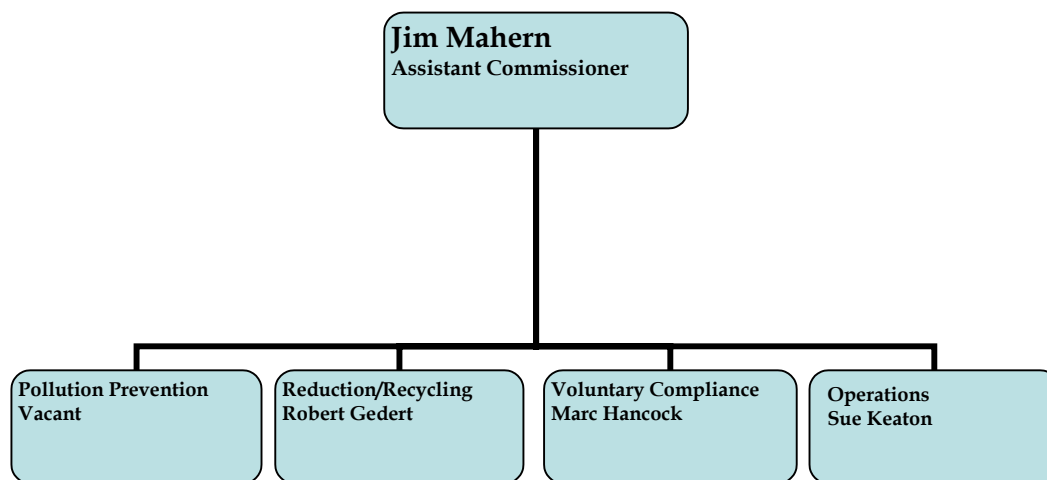 Jim Mahern
Assistant Commissioner
Pollution Prevention
Vacant
Reduction/Recycling
Robert Gedert
Voluntary Compliance
Marc Hancock
Operations
Sue Keaton